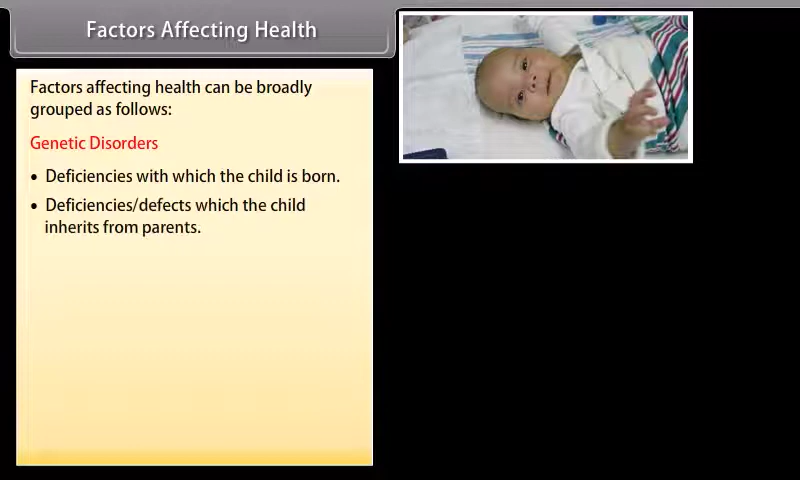 Factors Affecting Health
Factors affecting health can be broadly
grouped as follows:
Genetic Disorders
• Deficiencies with which the child is born.
• Deficiencies/defects which the child
inherits from parents.